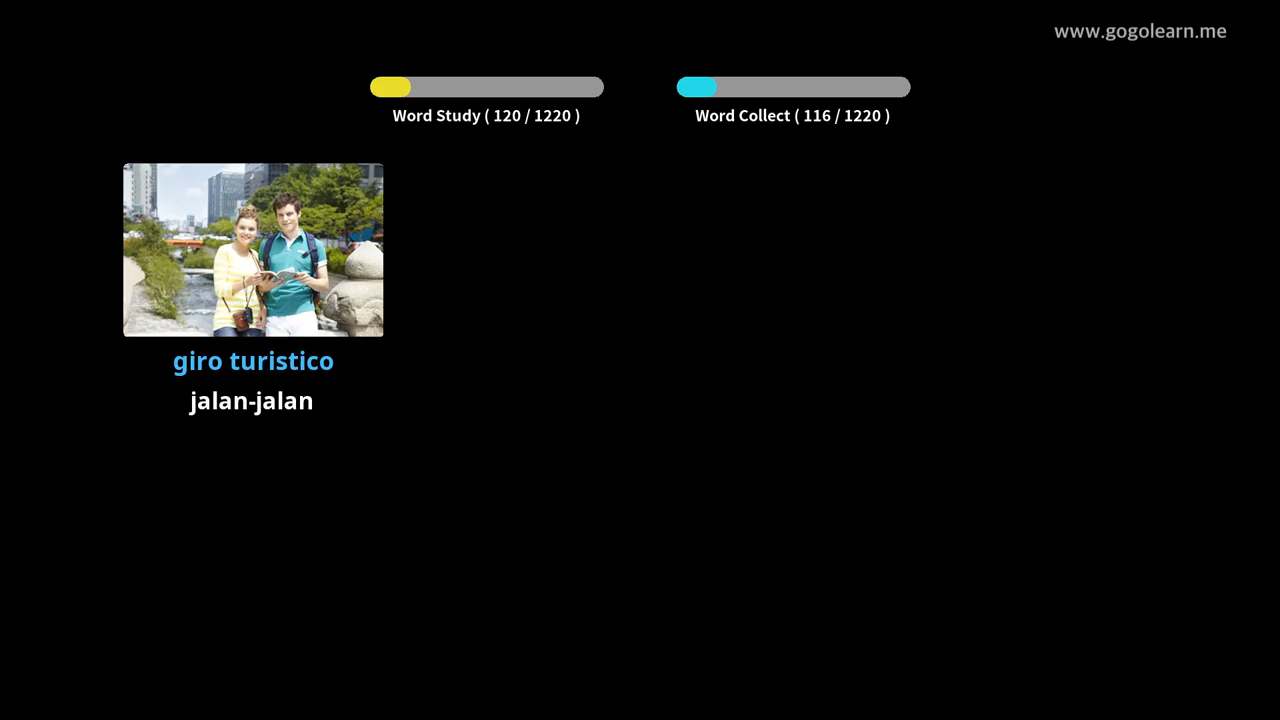 www.gogolearn.me
Word Study ( 120 / 1220 )
Word Collect ( 116 / 1220 )
giro turistico
jalan-jalan